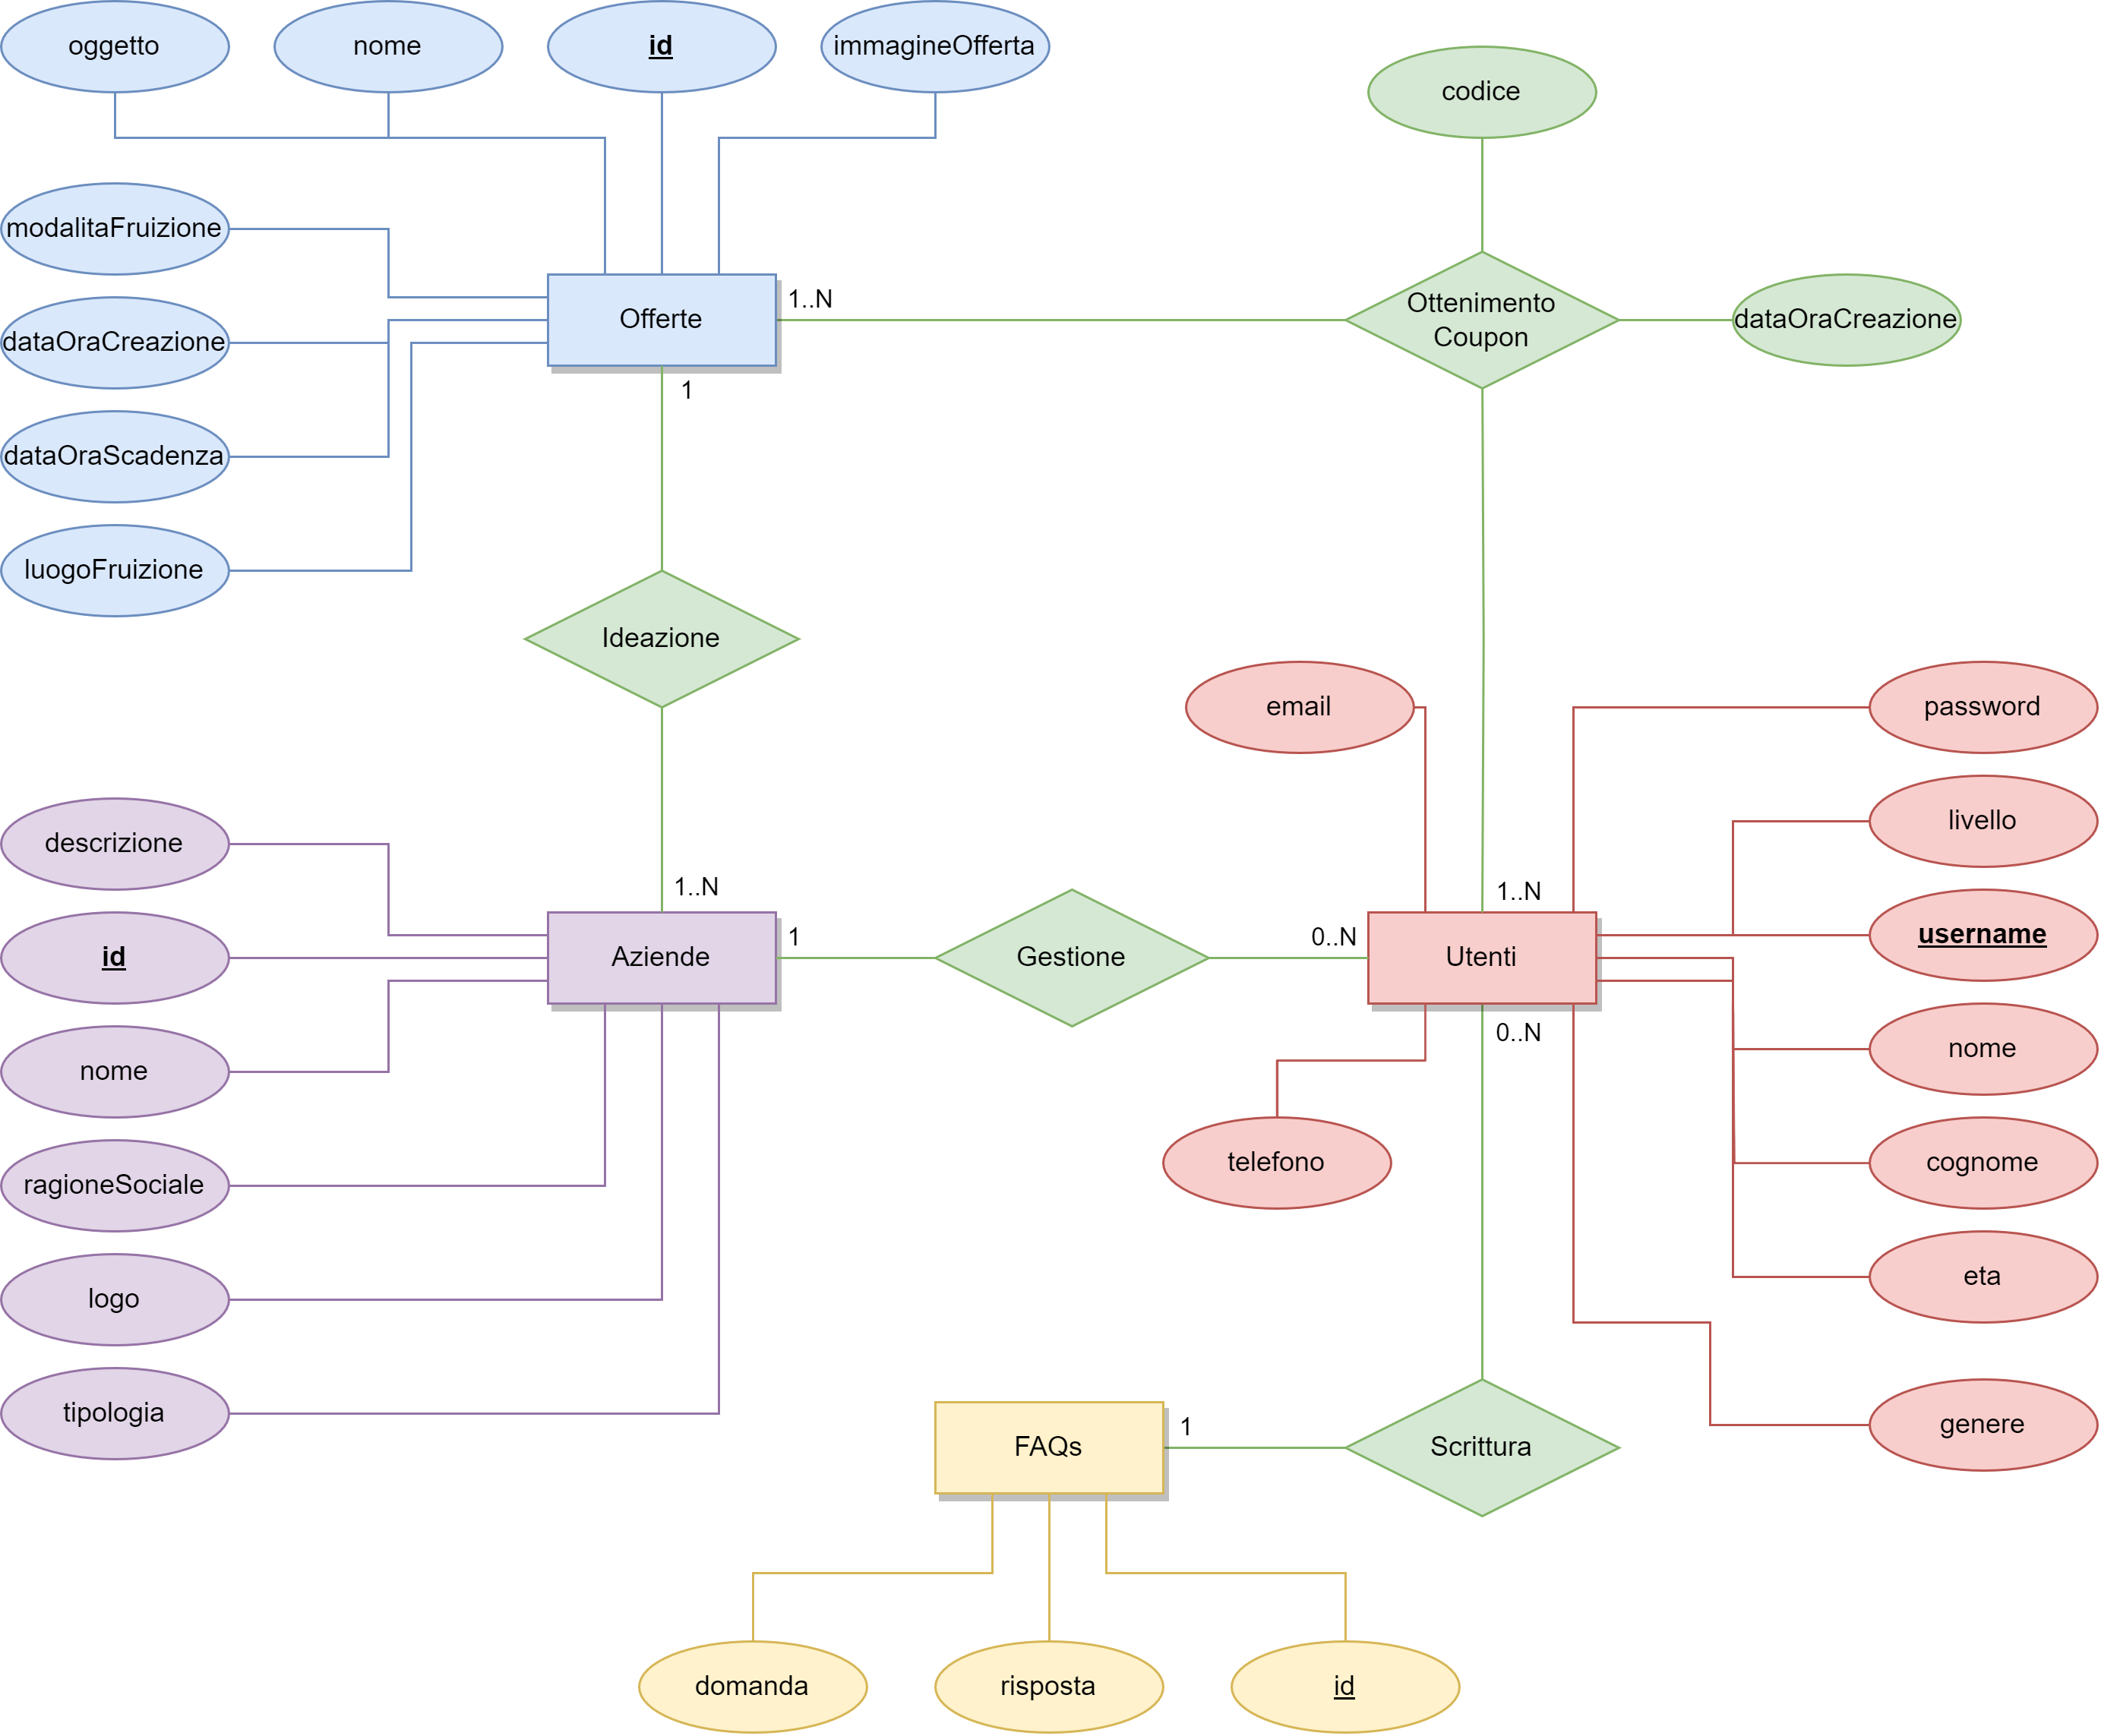 oggetto
nome
id
immagineOfferta
codice
modalitaFruizione
dataOraCreazione
dataOraScadenza
luogoFruizione
Offerte
1..N
1
Ottenimento
Coupon
dataOraCreazione
Ideazione
email
password
livello
username
nome
cognome
eta
genere
telefono
descrizione
id
nome
ragioneSociale
logo
tipologia
1..N
Aziende
1
Gestione
0..N
1..N
Utenti
0..N
FAQs
1
Scrittura
domanda
risposta
id